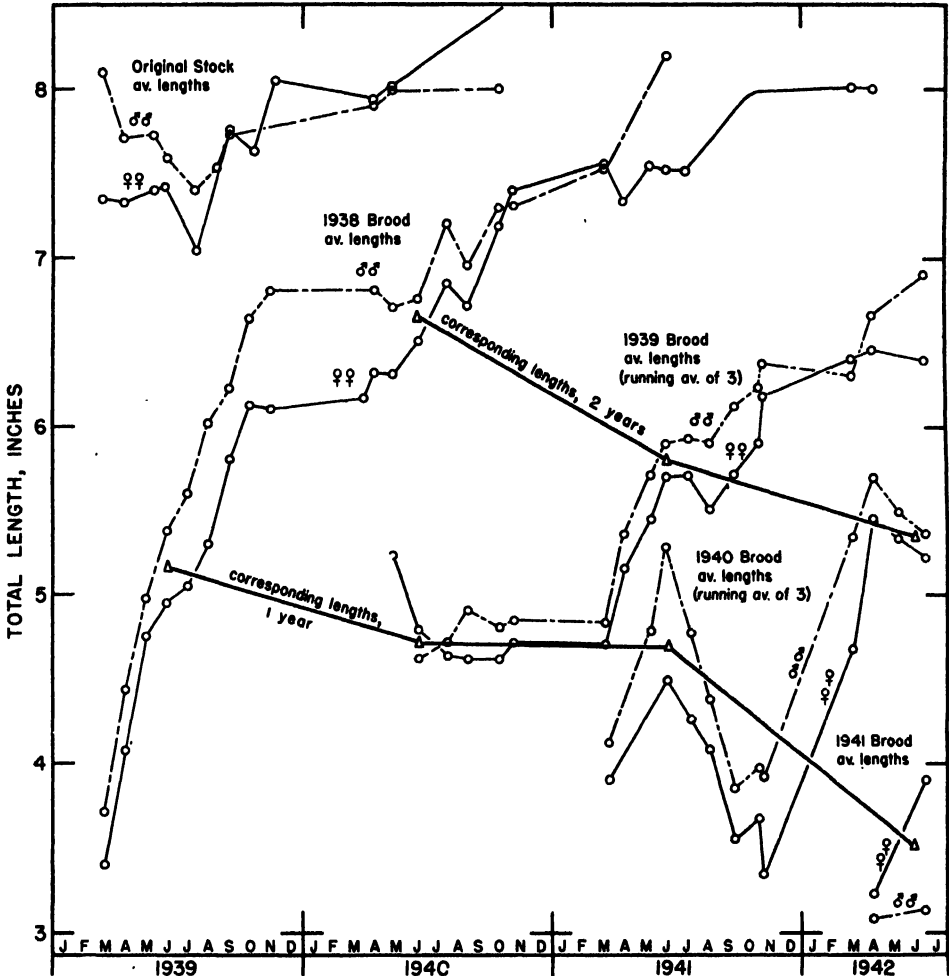 Original Stock
av. lengths
♂♂
♀♀
1938 Brood
av. lengths
♂♂
♀♀
corresponding lengths, 2 years
1939 Brood
av. lengths
(running av. of 3)
♂♂
♀♀
corresponding lengths,
1 year
1940 Brood
av. lengths
(running av. of 3)
♂♂
♀♀
1941 Brood
av. lengths
♀♀
♂♂
TOTAL LENGTH, INCHES
8
7
6
5
4
3
J F M A M J J A S O N D J F M A M J J A S O N D J F M A M J J A S O N D J F M A M J J
1939 1940 1941 1942